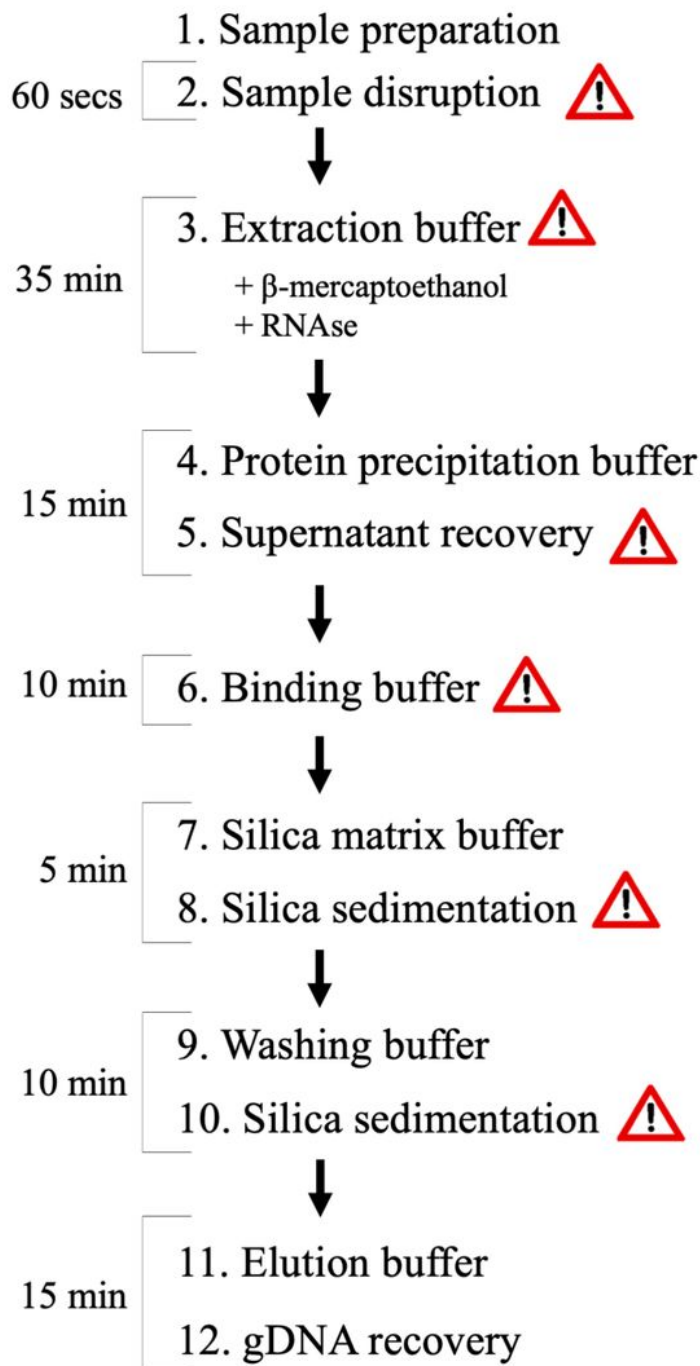 1. Sample preparation
60 secs
2. Sample disruption !
35 min
3. Extraction buffer !
+ β-mercaptoethanol
+ RNAse
15 min
4. Protein precipitation buffer
5. Supernatant recovery !
10 min
6. Binding buffer !
5 min
7. Silica matrix buffer
8. Silica sedimentation !
10 min
9. Washing buffer
10. Silica sedimentation !
15 min
11. Elution buffer
12. gDNA recovery